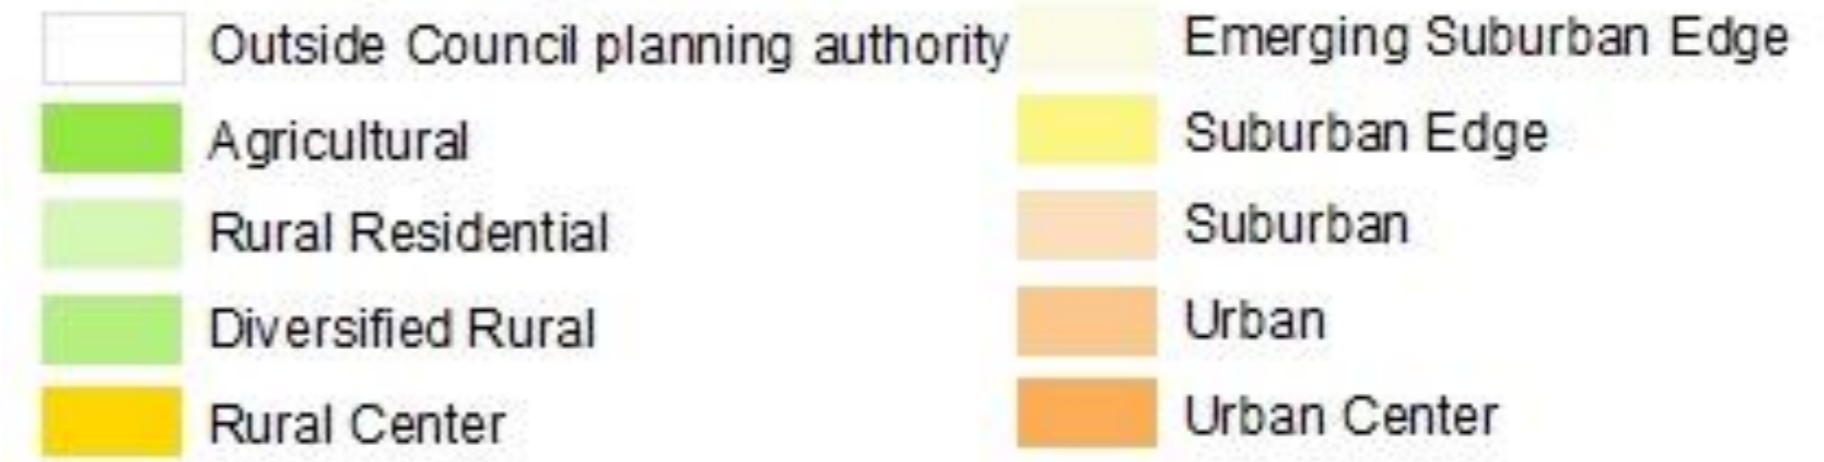 Outside Council planning authority
Agricultural
Rural Residential
Diversified Rural
Rural Center
Emerging Suburban Edge
Suburban Edge
Suburban
Urban
Urban Center